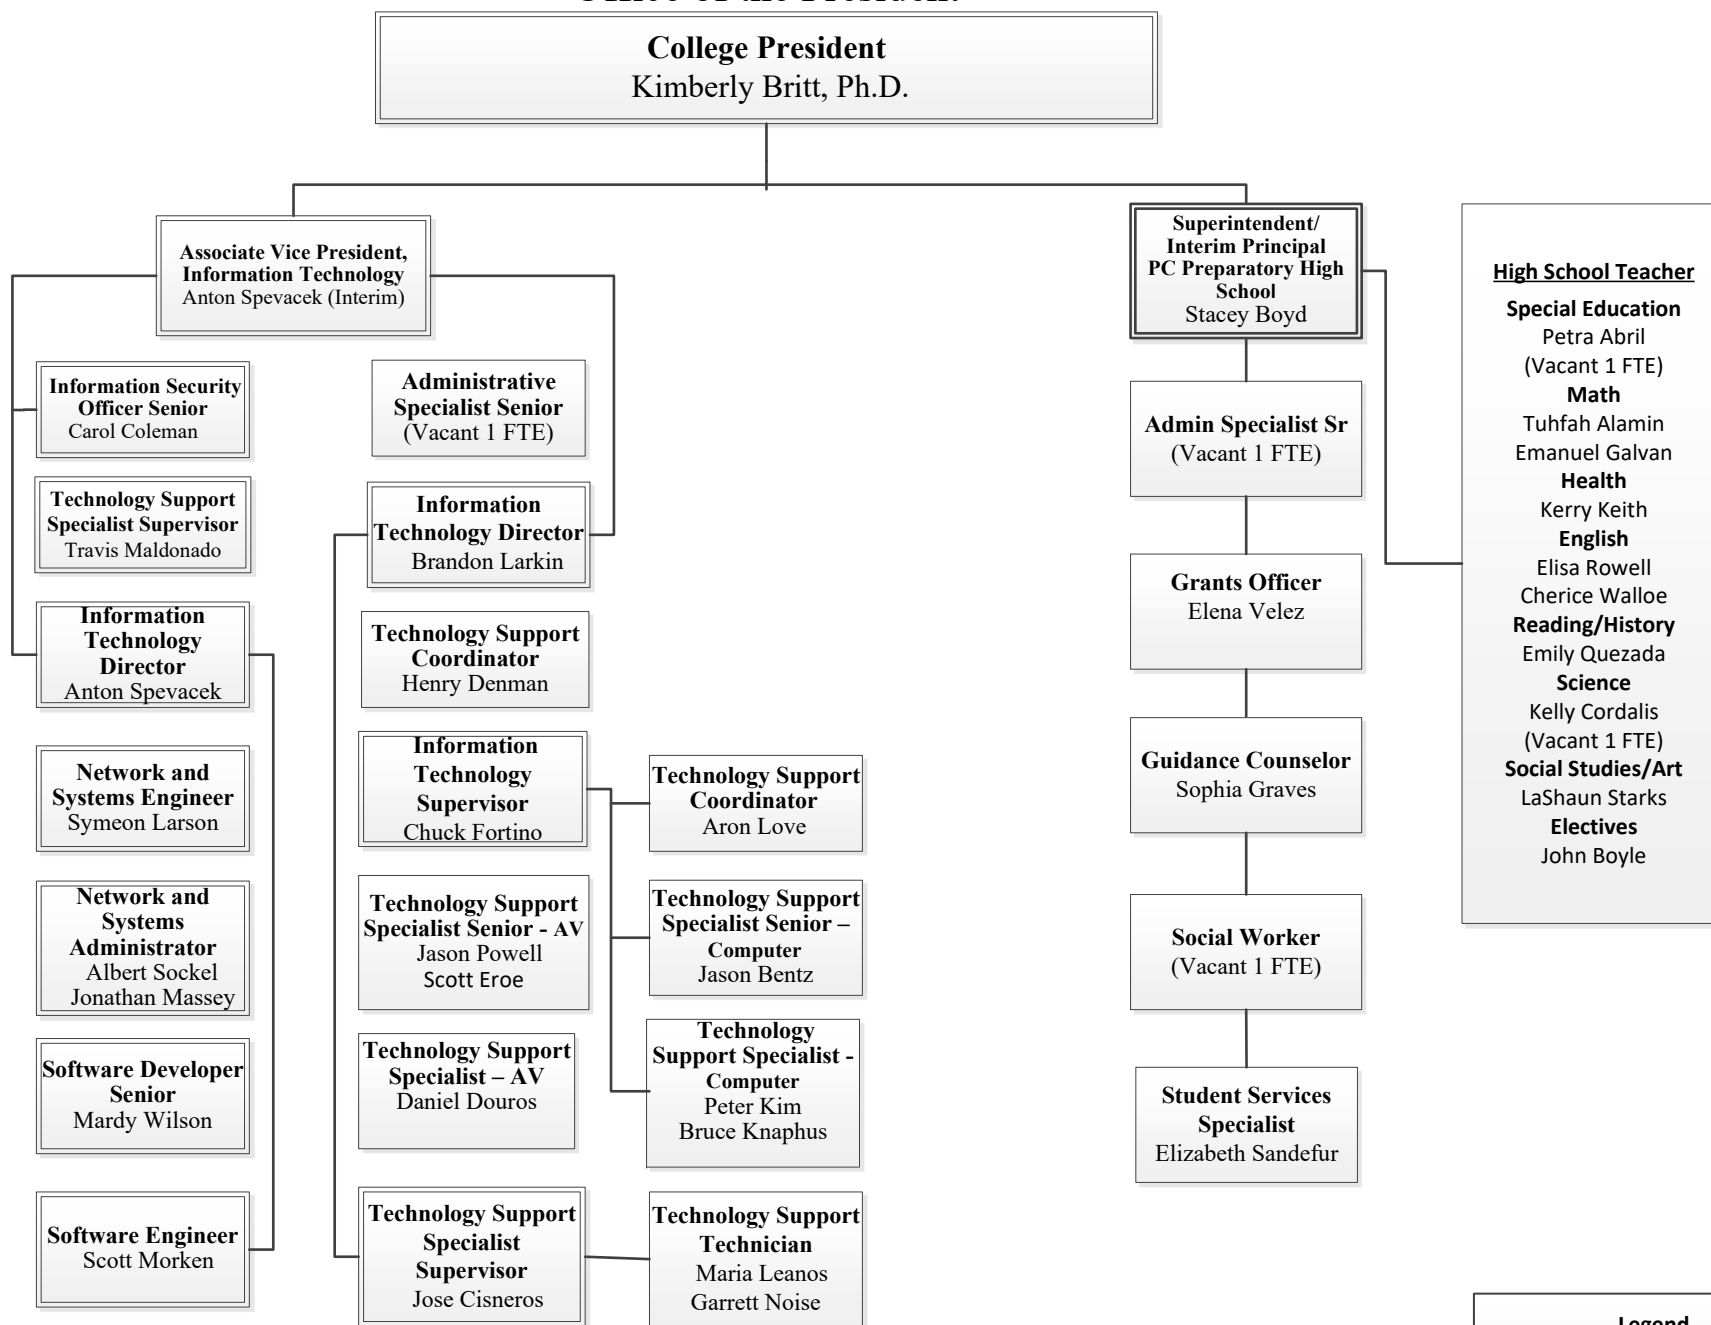 Office of the President
College President
Kimberly Britt, Ph.D.
Associate Vice President,
Information Technology
Anton Spevacek (Interim)
Information Security
Officer Senior
Carol Coleman
Technology Support
Specialist Supervisor
Travis Maldonado
Information
Technology
Director
Anton Spevacek
Network and
Systems Engineer
Symeon Larson
Network and
Systems
Administrator
Albert Sockel
Jonathan Massey
Software Developer
Senior
Mardy Wilson
Software Engineer
Scott Morken
Administrative
Specialist Senior
(Vacant 1 FTE)
Information
Technology Director
Brandon Larkin
Technology Support
Coordinator
Henry Denman
Information
Technology
Supervisor
Chuck Fortino
Technology Support
Specialist Senior - AV
Jason Powell
Scott Eroe
Technology Support
Specialist – AV
Daniel Douros
Technology Support
Specialist
Supervisor
Jose Cisneros
Technology Support
Coordinator
Aron Love
Technology Support
Specialist Senior –
Computer
Jason Bentz
Technology
Support Specialist -
Computer
Peter Kim
Bruce Knaphus
Technology Support
Technician
Maria Leanos
Garrett Noise
Superintendent/
Interim Principal
PC Preparatory High
School
Stacey Boyd
Admin Specialist Sr
(Vacant 1 FTE)
Grants Officer
Elena Velez
Guidance Counselor
Sophia Graves
Social Worker
(Vacant 1 FTE)
Student Services
Specialist
Elizabeth Sandefur
High School Teacher
Special Education
Petra Abril
(Vacant 1 FTE)
Math
Tuhfah Alamin
Emanuel Galvan
Health
Kerry Keith
English
Elisa Rowell
Cherice Walloe
Reading/History
Emily Quezada
Science
Kelly Cordalis
(Vacant 1 FTE)
Social Studies/Art
LaShaun Starks
Electives
John Boyle
Legend